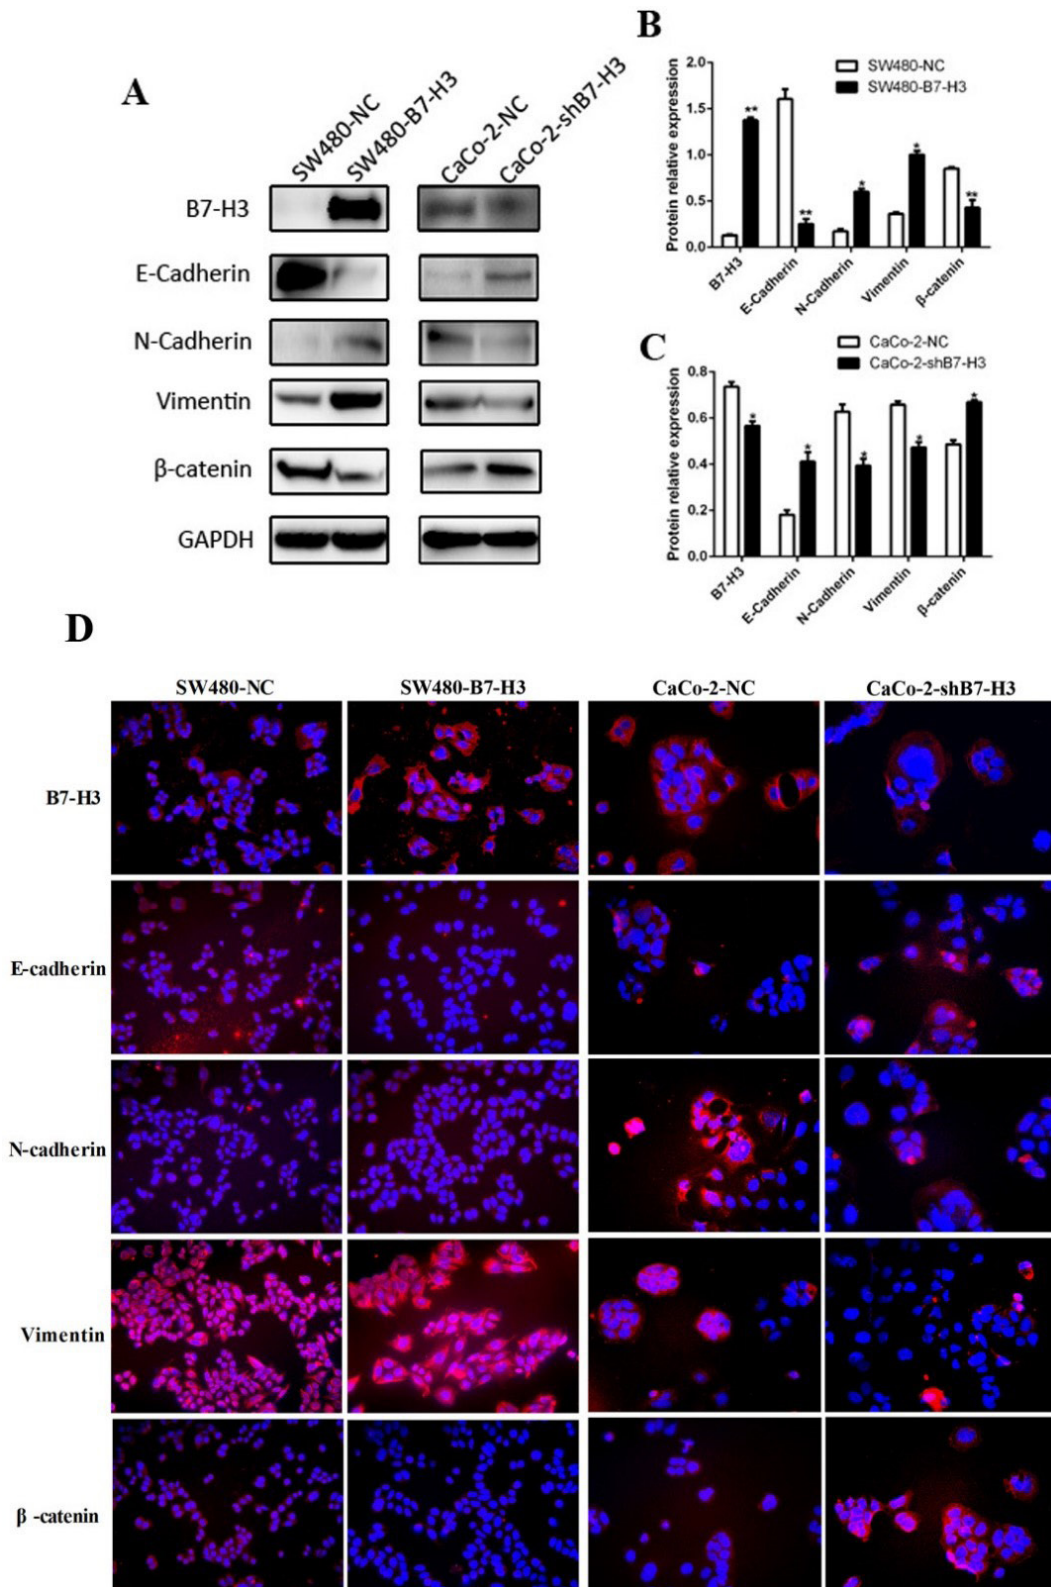 A
SW480-NC
SW480-B7-H3
CaCo-2-NC
CaCo-2-shB7-H3
B7-H3
E-Cadherin
N-Cadherin
Vimentin
β-catenin
GAPDH
B
SW480-NC
SW480-B7-H3
Protein relative expression
2.0
1.5
1.0
0.5
0.0
**
**
*
*
**
B7-H3
E-Cadherin
N-Cadherin
Vimentin
β-catenin
C
CaCo-2-NC
CaCo-2-shB7-H3
Protein relative expression
0.8
0.6
0.4
0.2
0.0
*
*
*
*
*
B7-H3
E-Cadherin
N-Cadherin
Vimentin
β-catenin
D
SW480-NC
SW480-B7-H3
CaCo-2-NC
CaCo-2-shB7-H3
B7-H3
E-cadherin
N-cadherin
Vimentin
β -catenin